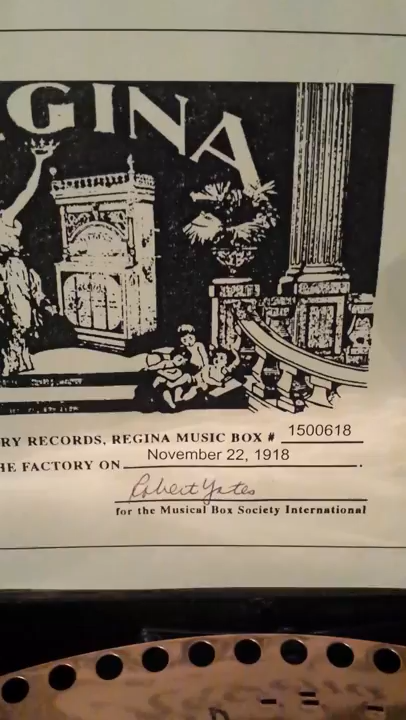 EGINA
RY RECORDS, REGINA MUSIC BOX # 1500618
HE FACTORY ON November 22, 1918.
Robert Yates
for the Musical Box Society International